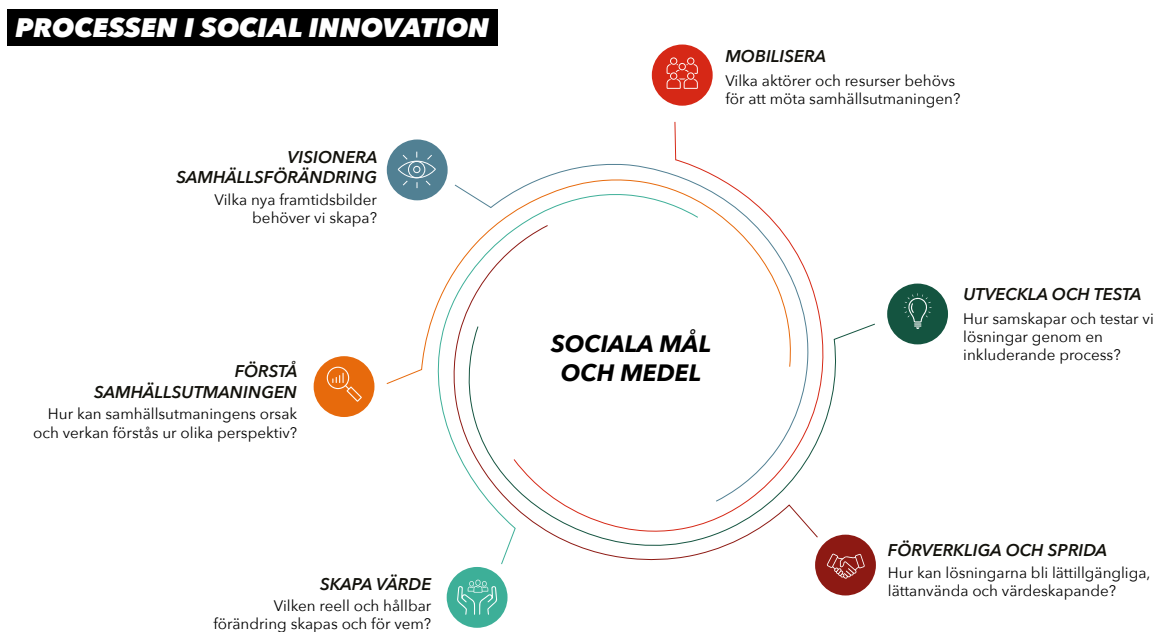 PROCESSEN I SOCIAL INNOVATION
MOBILISERA
Vilka aktörer och resurser behövs
för att möta samhällsutmaningen?
VISIONERA
SAMHÄLLSFÖRÄNDRING
Vilka nya framtidsbilder
behöver vi skapa?
UTVECKLA OCH TESTA
Hur samskapar och testar vi
lösningar genom en
inkluderande process?
SOCIALA MÅL
OCH MEDEL
FÖRSTÅ
SAMHÄLLSUTMANINGEN
Hur kan samhällsutmaningens orsak
och verkan förstås ur olika perspektiv?
FÖRVERKLIGA OCH SPRIDA
Hur kan lösningarna bli lättillgängliga,
lättanvända och värdeskapande?
SKAPA VÄRDE
Vilken reell och hållbar
förändring skapas och för vem?